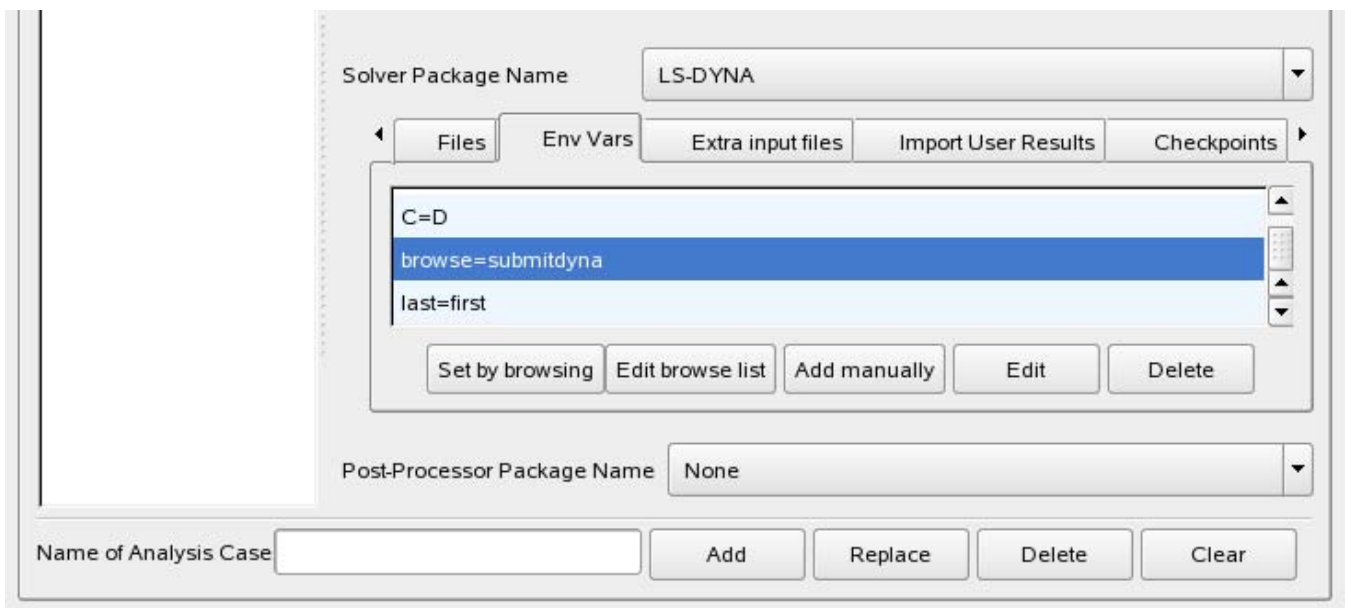 Solver Package Name LS-DYNA
Files Env Vars Extra input files Import User Results Checkpoints
C=D
browse=submitdyna
last=first
Set by browsing Edit browse list Add manually Edit Delete
Post-Processor Package Name None
Name of Analysis Case Add Replace Delete Clear